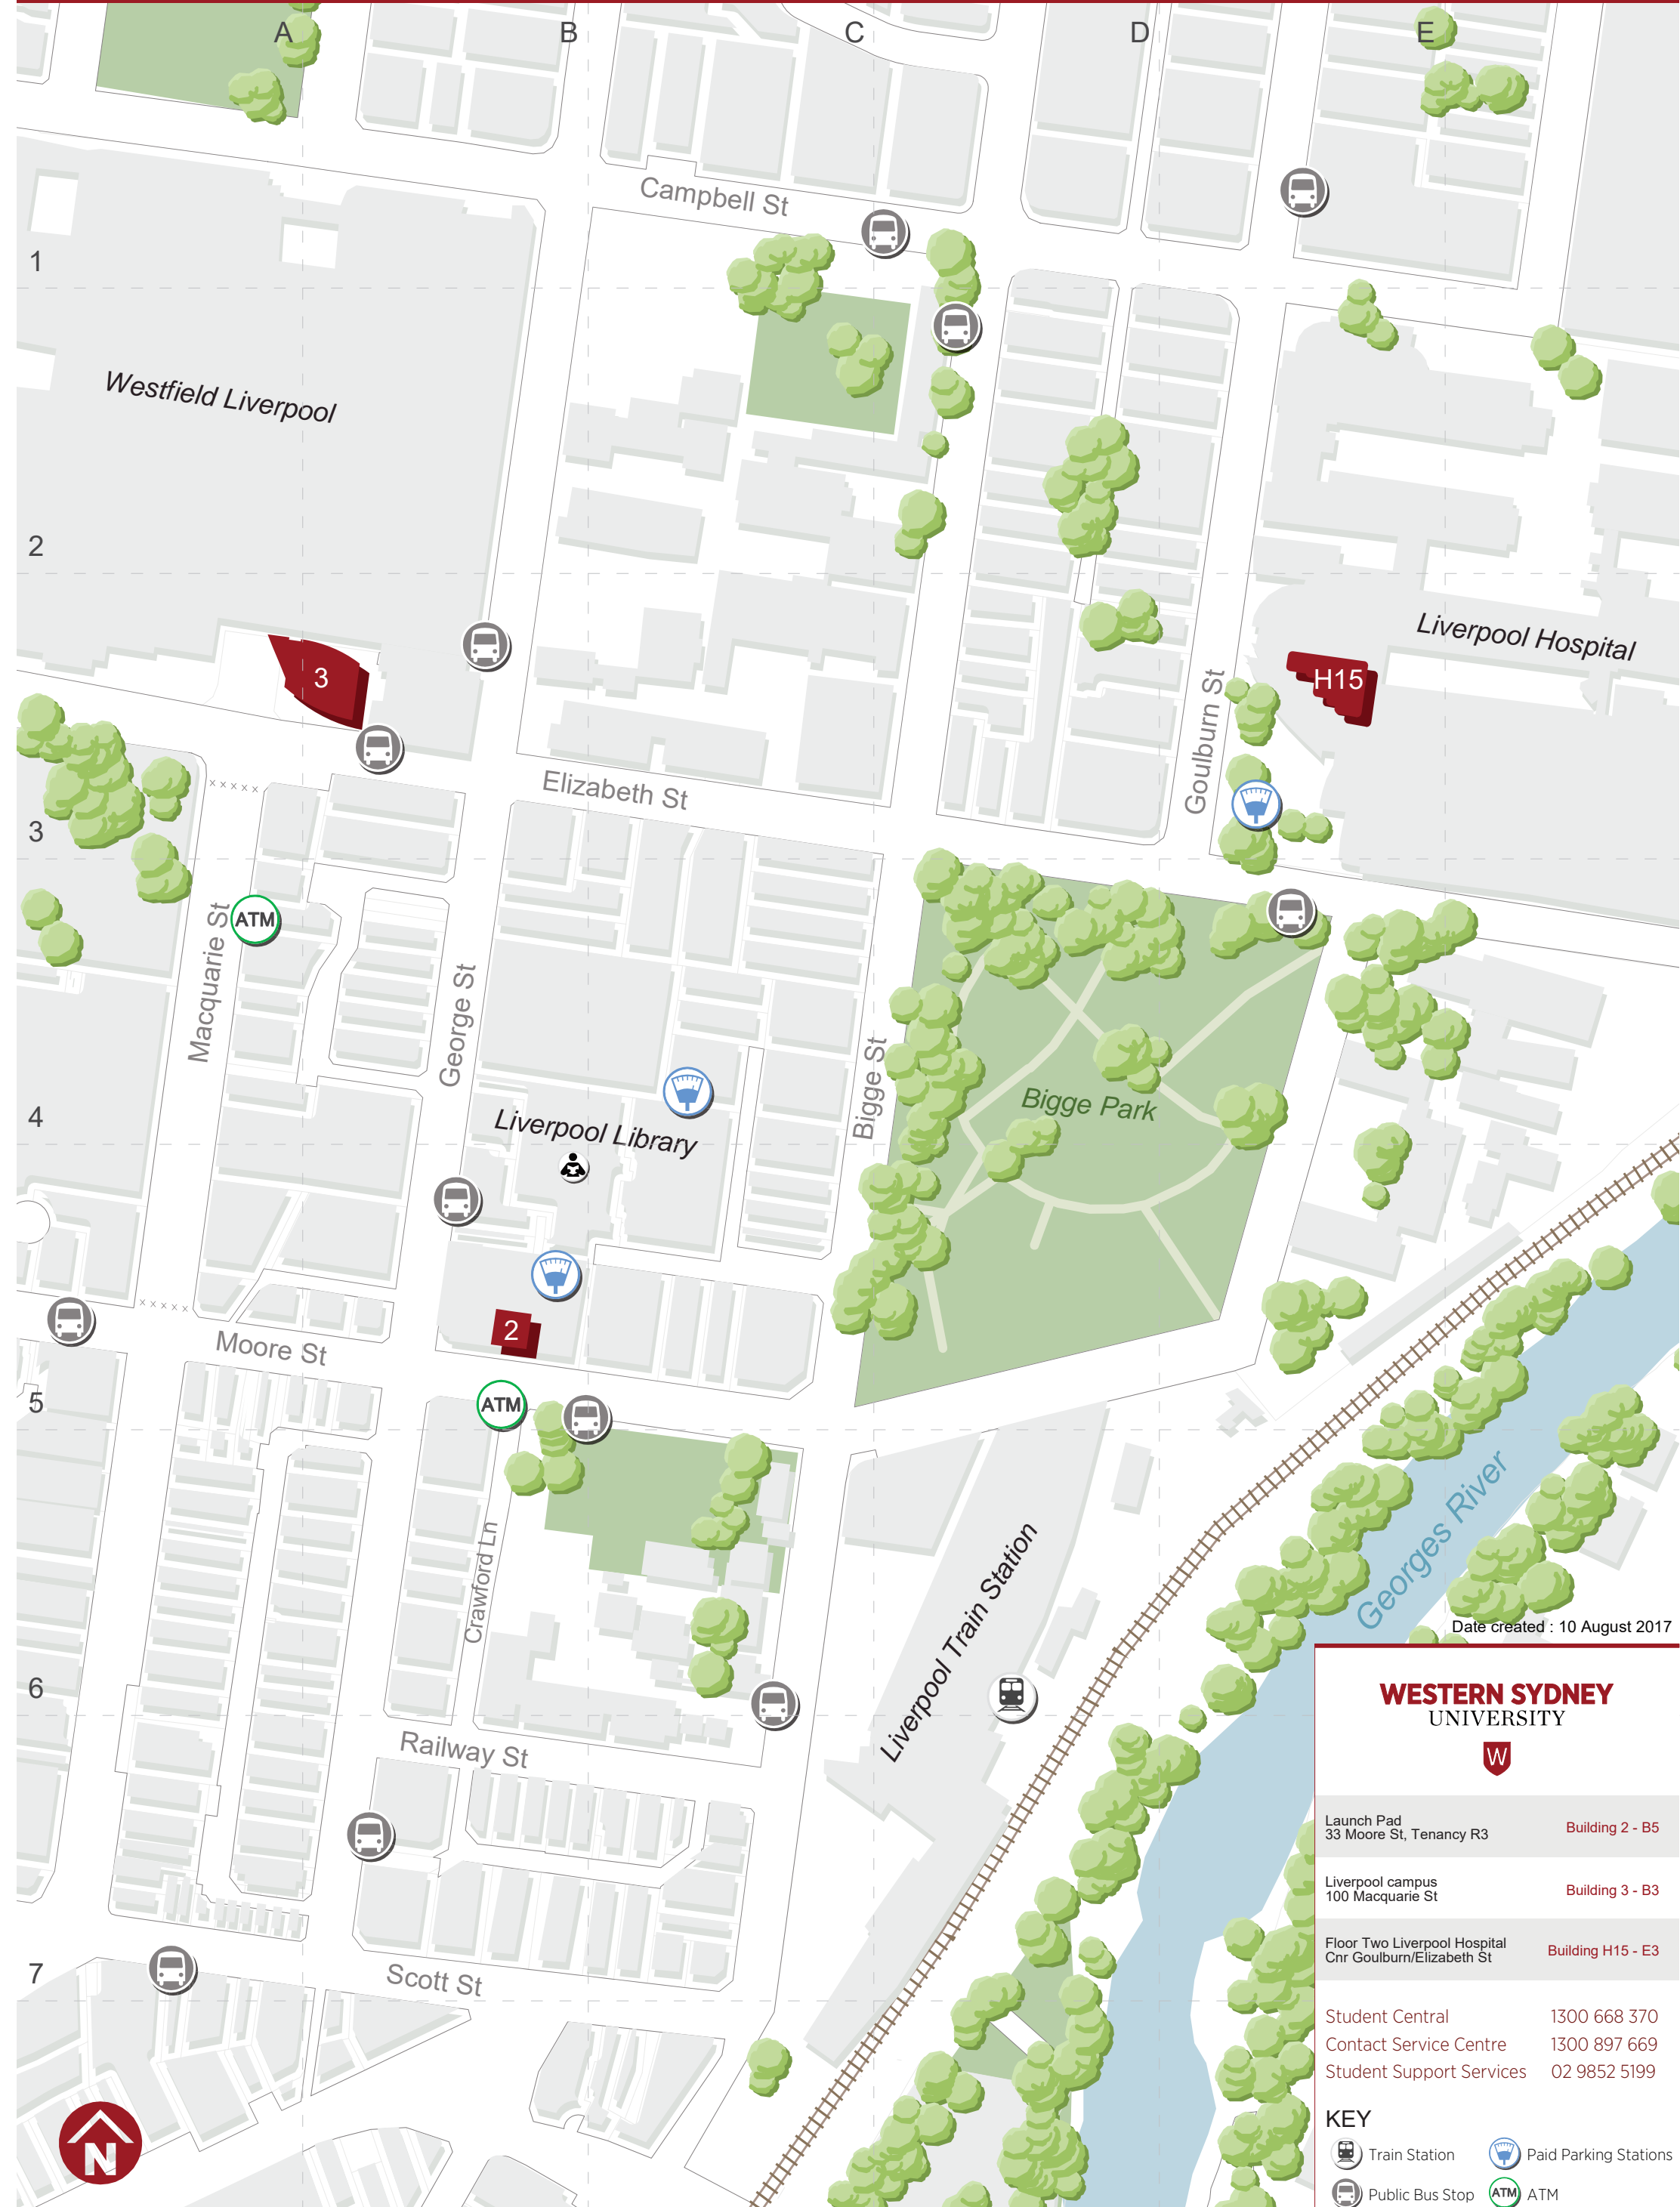 A B C D E
Campbell St
1
Westfield Liverpool
2
Liverpool Hospital
3
H15
Goulburn St
Elizabeth St
3
ATM
Macquarie St
George St
Bigge St
Bigge Park
4
Liverpool Library
2
Moore St
5
ATM
Crawford Ln
Georges River
Liverpool Train Station
6
Railway St
7
Scott St
N
Date created : 10 August 2017
WESTERN SYDNEY
UNIVERSITY
W
Launch Pad
33 Moore St, Tenancy R3
Building 2 - B5
Liverpool campus
100 Macquarie St
Building 3 - B3
Floor Two Liverpool Hospital
Cnr Goulburn/Elizabeth St
Building H15 - E3
Student Central 1300 668 370
Contact Service Centre 1300 897 669
Student Support Services 02 9852 5199
KEY
Train Station
Paid Parking Stations
Public Bus Stop
ATM ATM